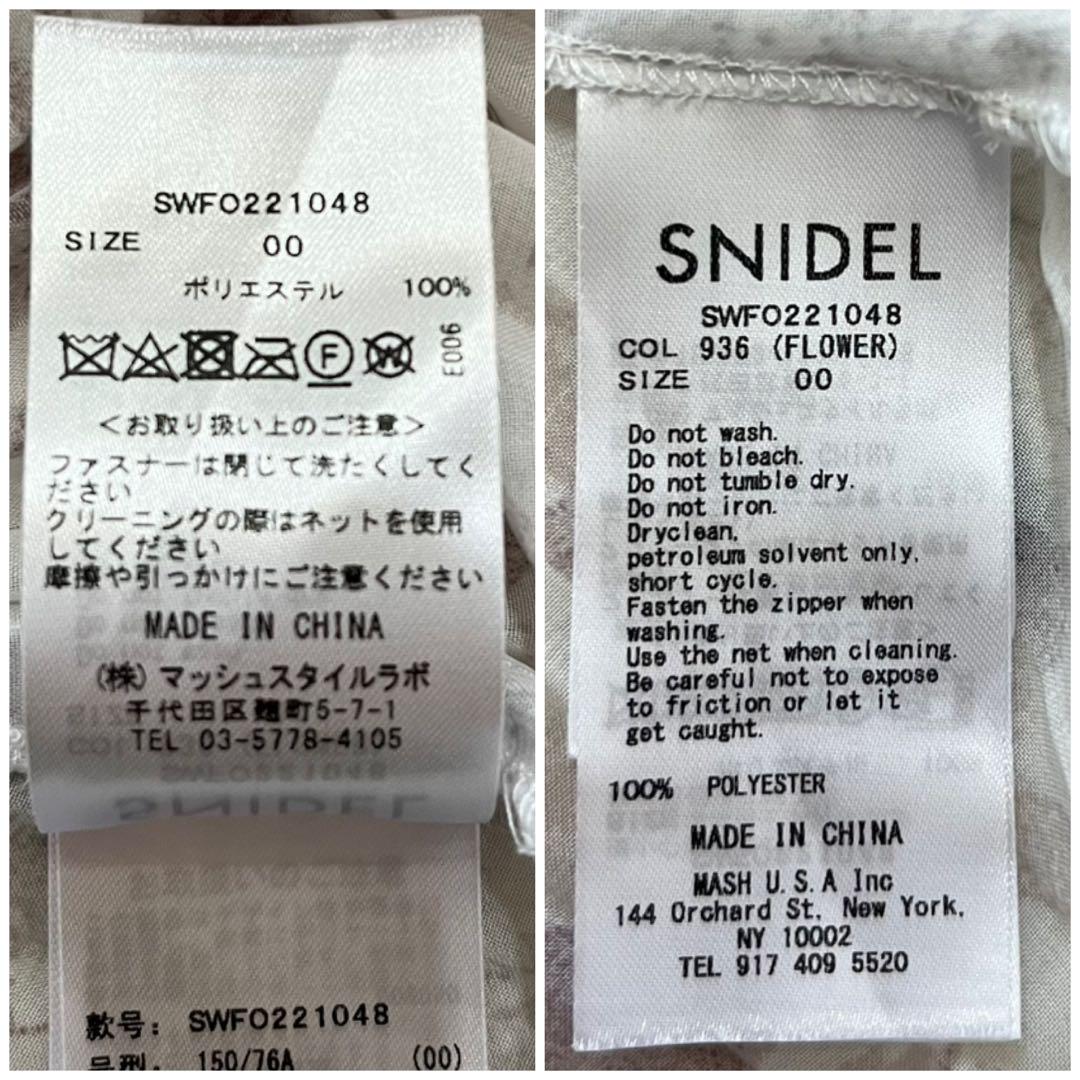 SWFO221048
SIZE 00
ポリエステル 100%
F W E006
<お取り扱い上のご注意>
ファスナーは閉じて洗たくしてく
ださい
クリーニングの際はネットを使用
してください
摩擦や引っかけにご注意ください
MADE IN CHINA
(株)マッシュスタイルラボ
千代田区麹町5-7-1
TEL 03-5778-4105
款号: SWFO221048
号型: 150/76A (00)
SNIDEL
SWFO221048
COL 936 (FLOWER)
SIZE 00
Do not wash.
Do not bleach.
Do not tumble dry.
Do not iron.
Dryclean,
petroleum solvent only,
short cycle.
Fasten the zipper when
washing.
Use the net when cleaning.
Be careful not to expose
to friction or let it
get caught.
100% POLYESTER
MADE IN CHINA
MASH U.S.A Inc
144 Orchard St, New York,
NY 10002
TEL 917 409 5520